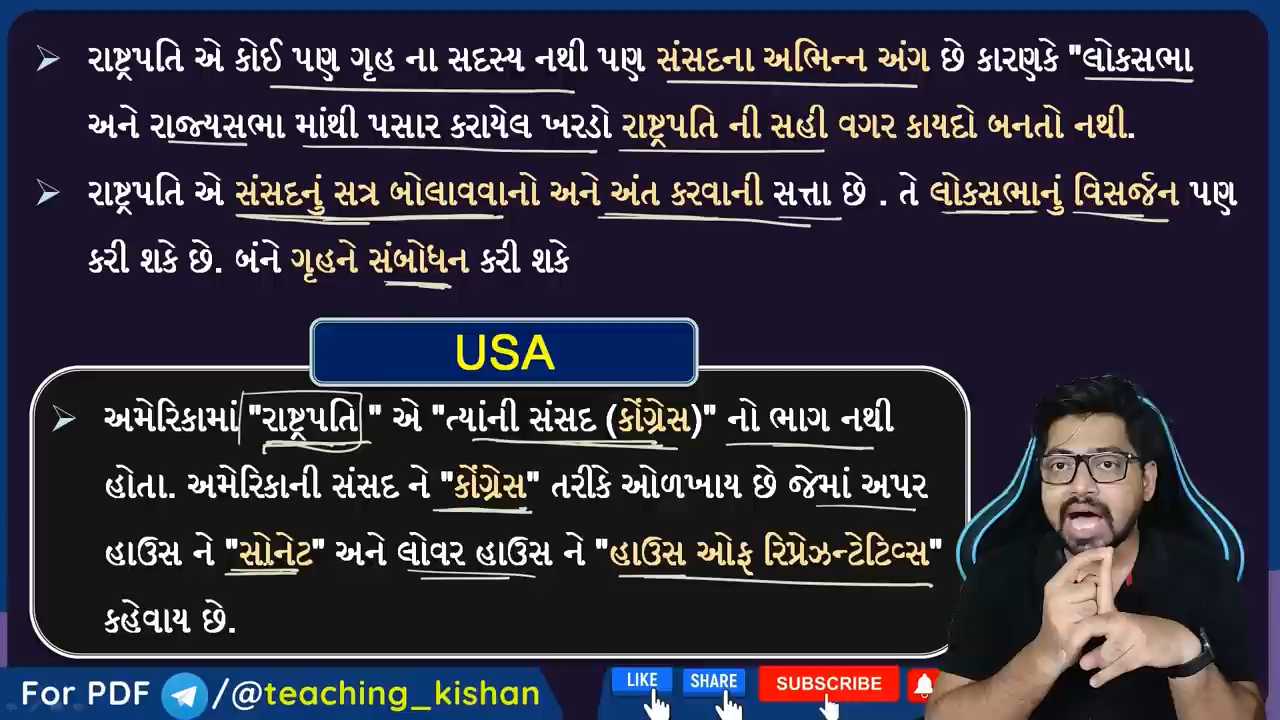 રાષ્ટ્રપતિ એ કોઈ પણ ગૃહ ના સદસ્ય નથી પણ સંસદના અભિન્ન અંગ છે કારણકે "લોકસભા
અને રાજ્યસભા માંથી પસાર કરાયેલ ખરડો રાષ્ટ્રપતિ ની સહી વગર કાયદો બનતો નથી.
રાષ્ટ્રપતિ એ સંસદનું સત્ર બોલાવવાનો અને અંત કરવાની સત્તા છે . તે લોકસભાનું વિસર્જન પણ
કરી શકે છે. બંને ગૃહને સંબોધન કરી શકે
USA
અમેરિકામાં "રાષ્ટ્રપતિ " એ "ત્યાંની સંસદ (કોંગ્રેસ)" નો ભાગ નથી
હોતા. અમેરિકાની સંસદ ને "કોંગ્રેસ" તરીકે ઓળખાય છે જેમાં અપર
હાઉસ ને "સોનેટ" અને લોવર હાઉસ ને "હાઉસ ઓફ રિપ્રેઝન્ટેટિવ્સ"
કહેવાય છે.
For PDF /@teaching_kishan
LIKE SHARE SUBSCRIBE